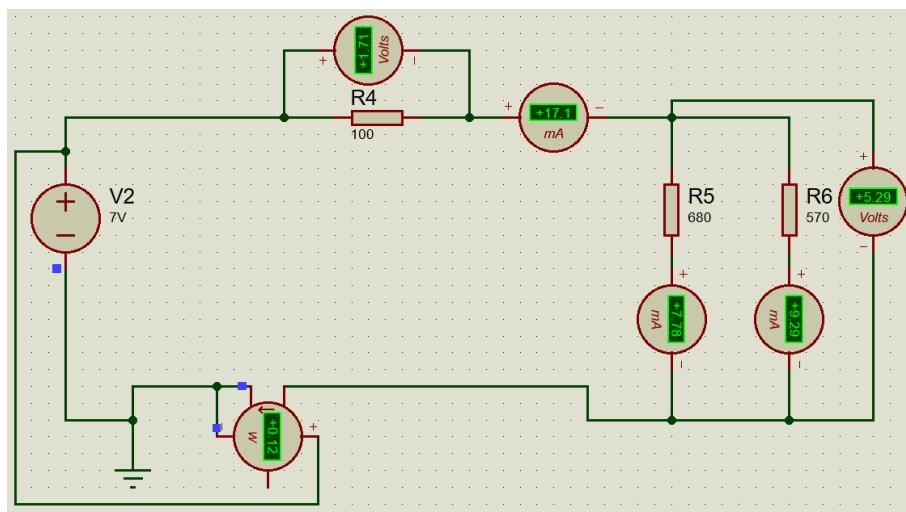 +1.71
Volts
R4
100
+17.1
mA
V2
7V
R5
680
R6
570
+5.29
Volts
+7.78
mA
+9.29
mA
+0.12
W